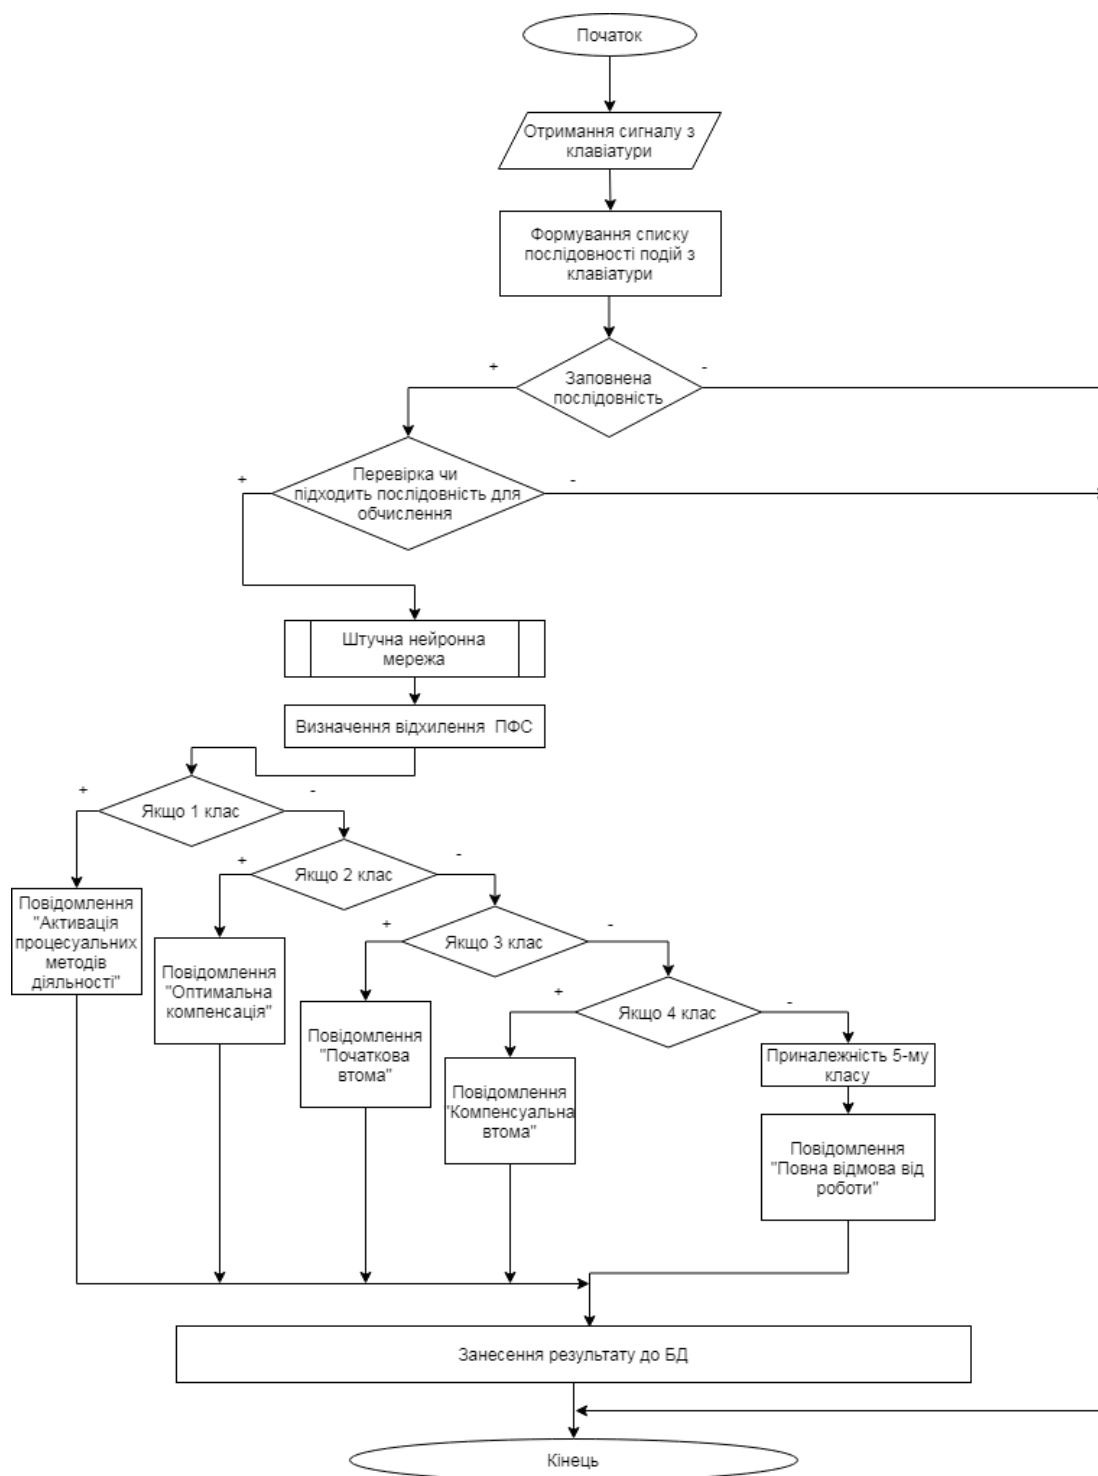 Початок
Отримання сигналу з
клавіатури
Формування списку
послідовності подій з
клавіатури
+
-
Заповнена
послідовність
+
-
Перевірка чи
підходить послідовність для
обчислення
Штучна нейронна
мережа
Визначення відхилення ПФС
+
-
Якщо 1 клас
+
-
Якщо 2 клас
Повідомлення
"Активація
процесуальних
методів
діяльності"
+
-
Якщо 3 клас
Повідомлення
"Оптимальна
компенсація"
+
-
Якщо 4 клас
Повідомлення
"Початкова
втома"
Приналежність 5-му
класу
Повідомлення
"Компенсуальна
втома"
Повідомлення
"Повна відмова від
роботи"
Занесення результату до БД
Кінець